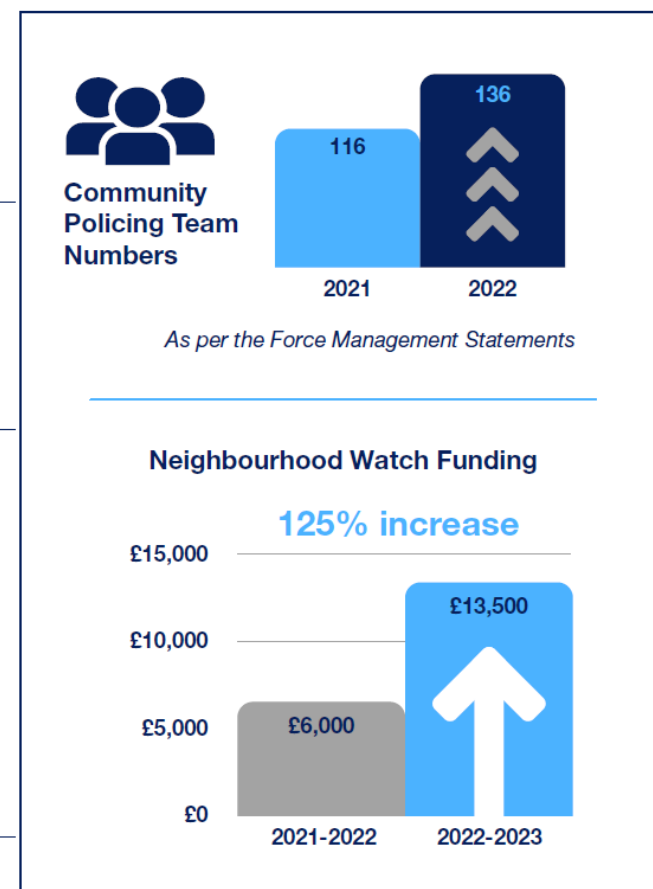 136
116
Community
Policing Team
Numbers
2021
2022
As per the Force Management Statements
Neighbourhood Watch Funding
125% increase
£15,000
£13,500
£10,000
£5,000
£6,000
£0
2021-2022
2022-2023